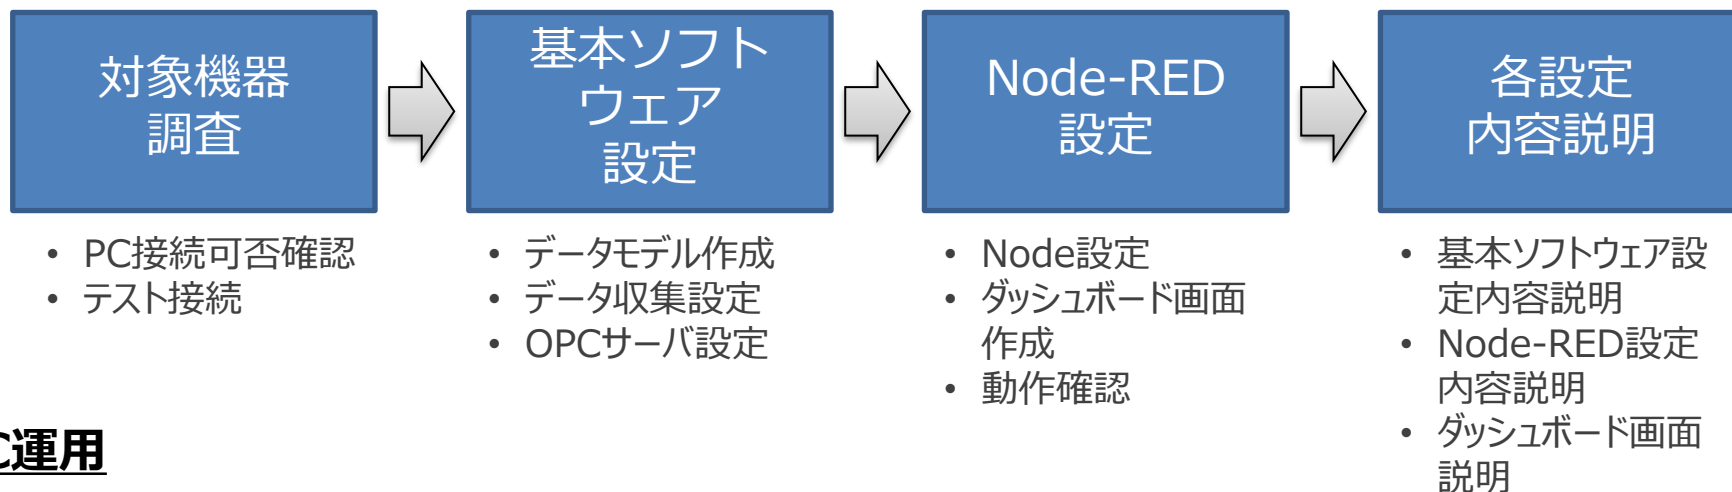 対象機器
調査
基本ソフト
ウェア
設定
Node-RED
設定
各設定
内容説明
• PC接続可否確認
• テスト接続
• データモデル作成
• データ収集設定
• OPCサーバ設定
• Node設定
• ダッシュボード画面
作成
• 動作確認
• 基本ソフトウェア設
定内容説明
• Node-RED設定
内容説明
• ダッシュボード画面
説明
C運用